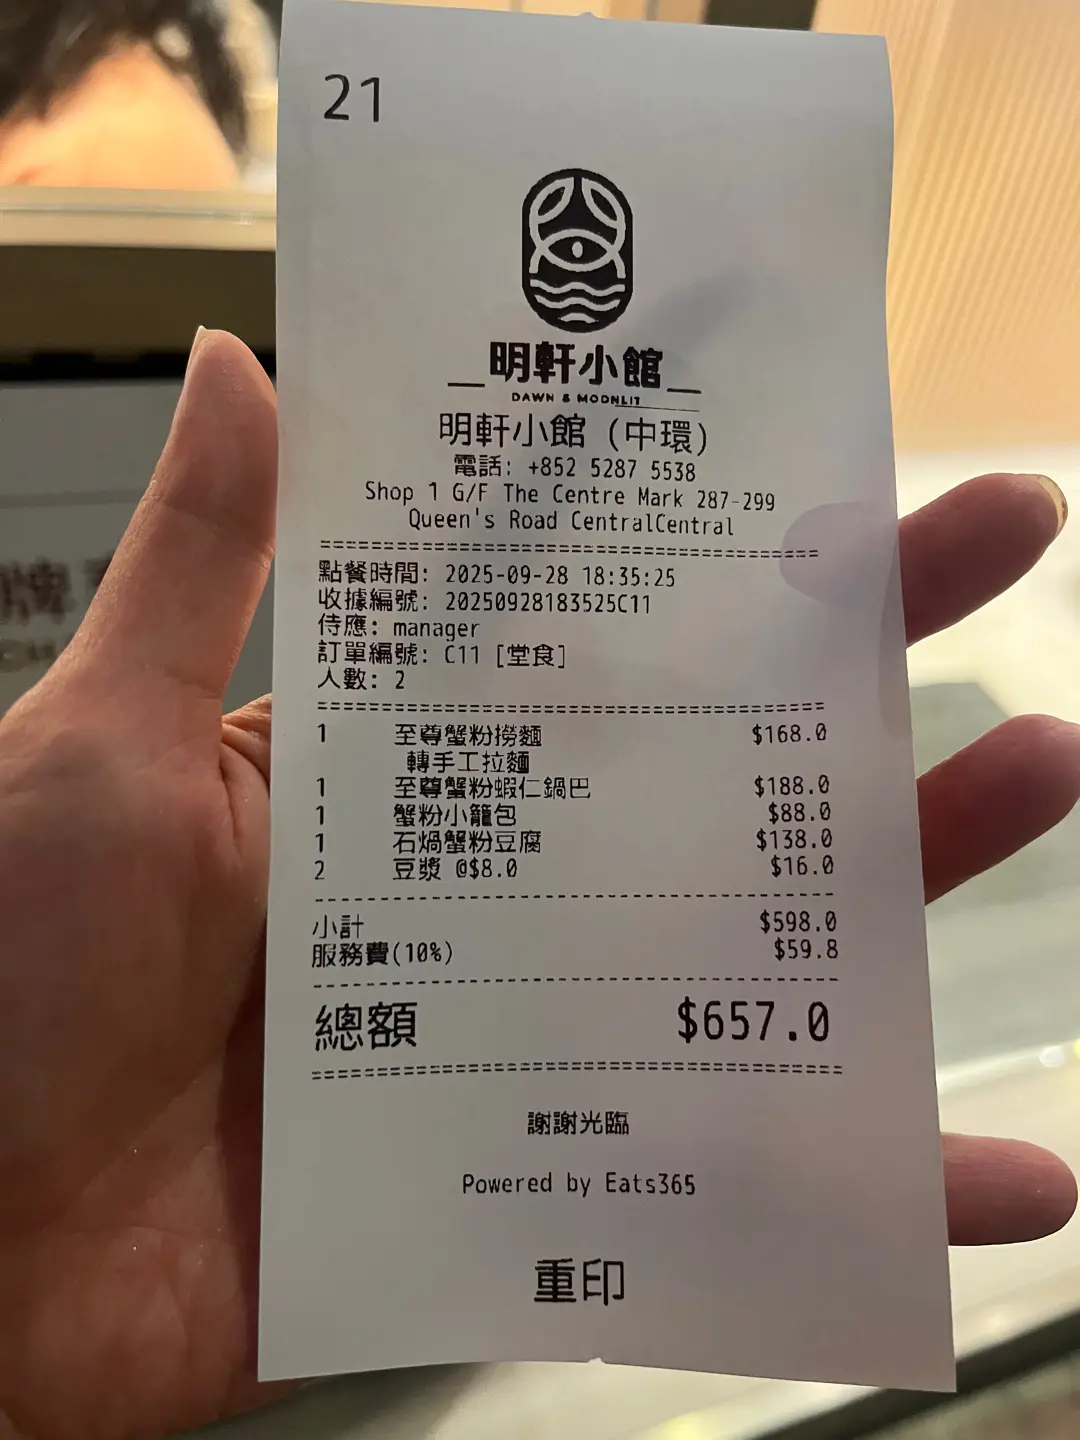 21
明軒小館
DAWN & MOONLIT
明軒小館 (中環)
電話: +852 5287 5538
Shop 1 G/F The Centre Mark 287-299
Queen's Road CentralCentral
點餐時間: 2025-09-28 18:35:25
收據編號: 20250928183525C11
侍應: manager
訂單編號: C11 [堂食]
人數: 2
1 至尊蟹粉撈麵 $168.0
轉手工拉麵
1 至尊蟹粉蝦仁鍋巴 $188.0
1 蟹粉小籠包 $88.0
1 石焗蟹粉豆腐 $138.0
2 豆漿 @$8.0 $16.0
小計 $598.0
服務費(10%) $59.8
總額 $657.0
謝謝光臨
Powered by Eats365
重印
牌